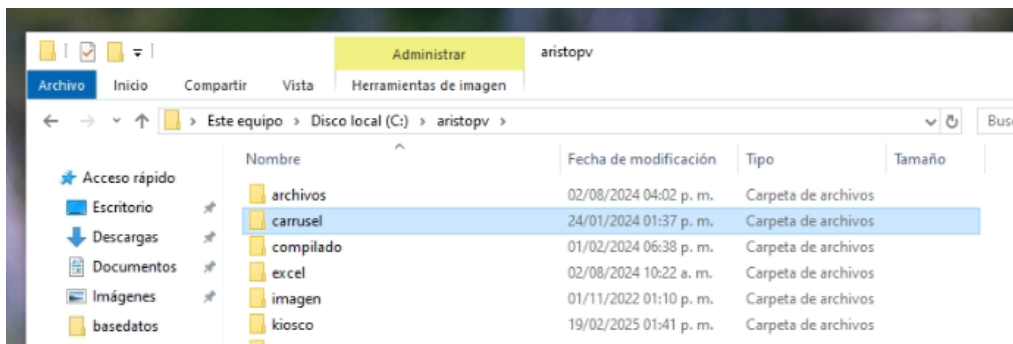 Administrar aristopv
Archivo Inicio Compartir Vista Herramientas de imagen
Este equipo > Disco local (C:) > aristopv >
Nombre Fecha de modificación Tipo Tamaño
Acceso rápido
Escritorio
Descargas
Documentos
Imágenes
basedatos
archivos 02/08/2024 04:02 p. m. Carpeta de archivos
carrusel 24/01/2024 01:37 p. m. Carpeta de archivos
compilado 01/02/2024 06:38 p. m. Carpeta de archivos
excel 02/08/2024 10:22 a. m. Carpeta de archivos
imagen 01/11/2022 01:10 p. m. Carpeta de archivos
kiosco 19/02/2025 01:41 p. m. Carpeta de archivos